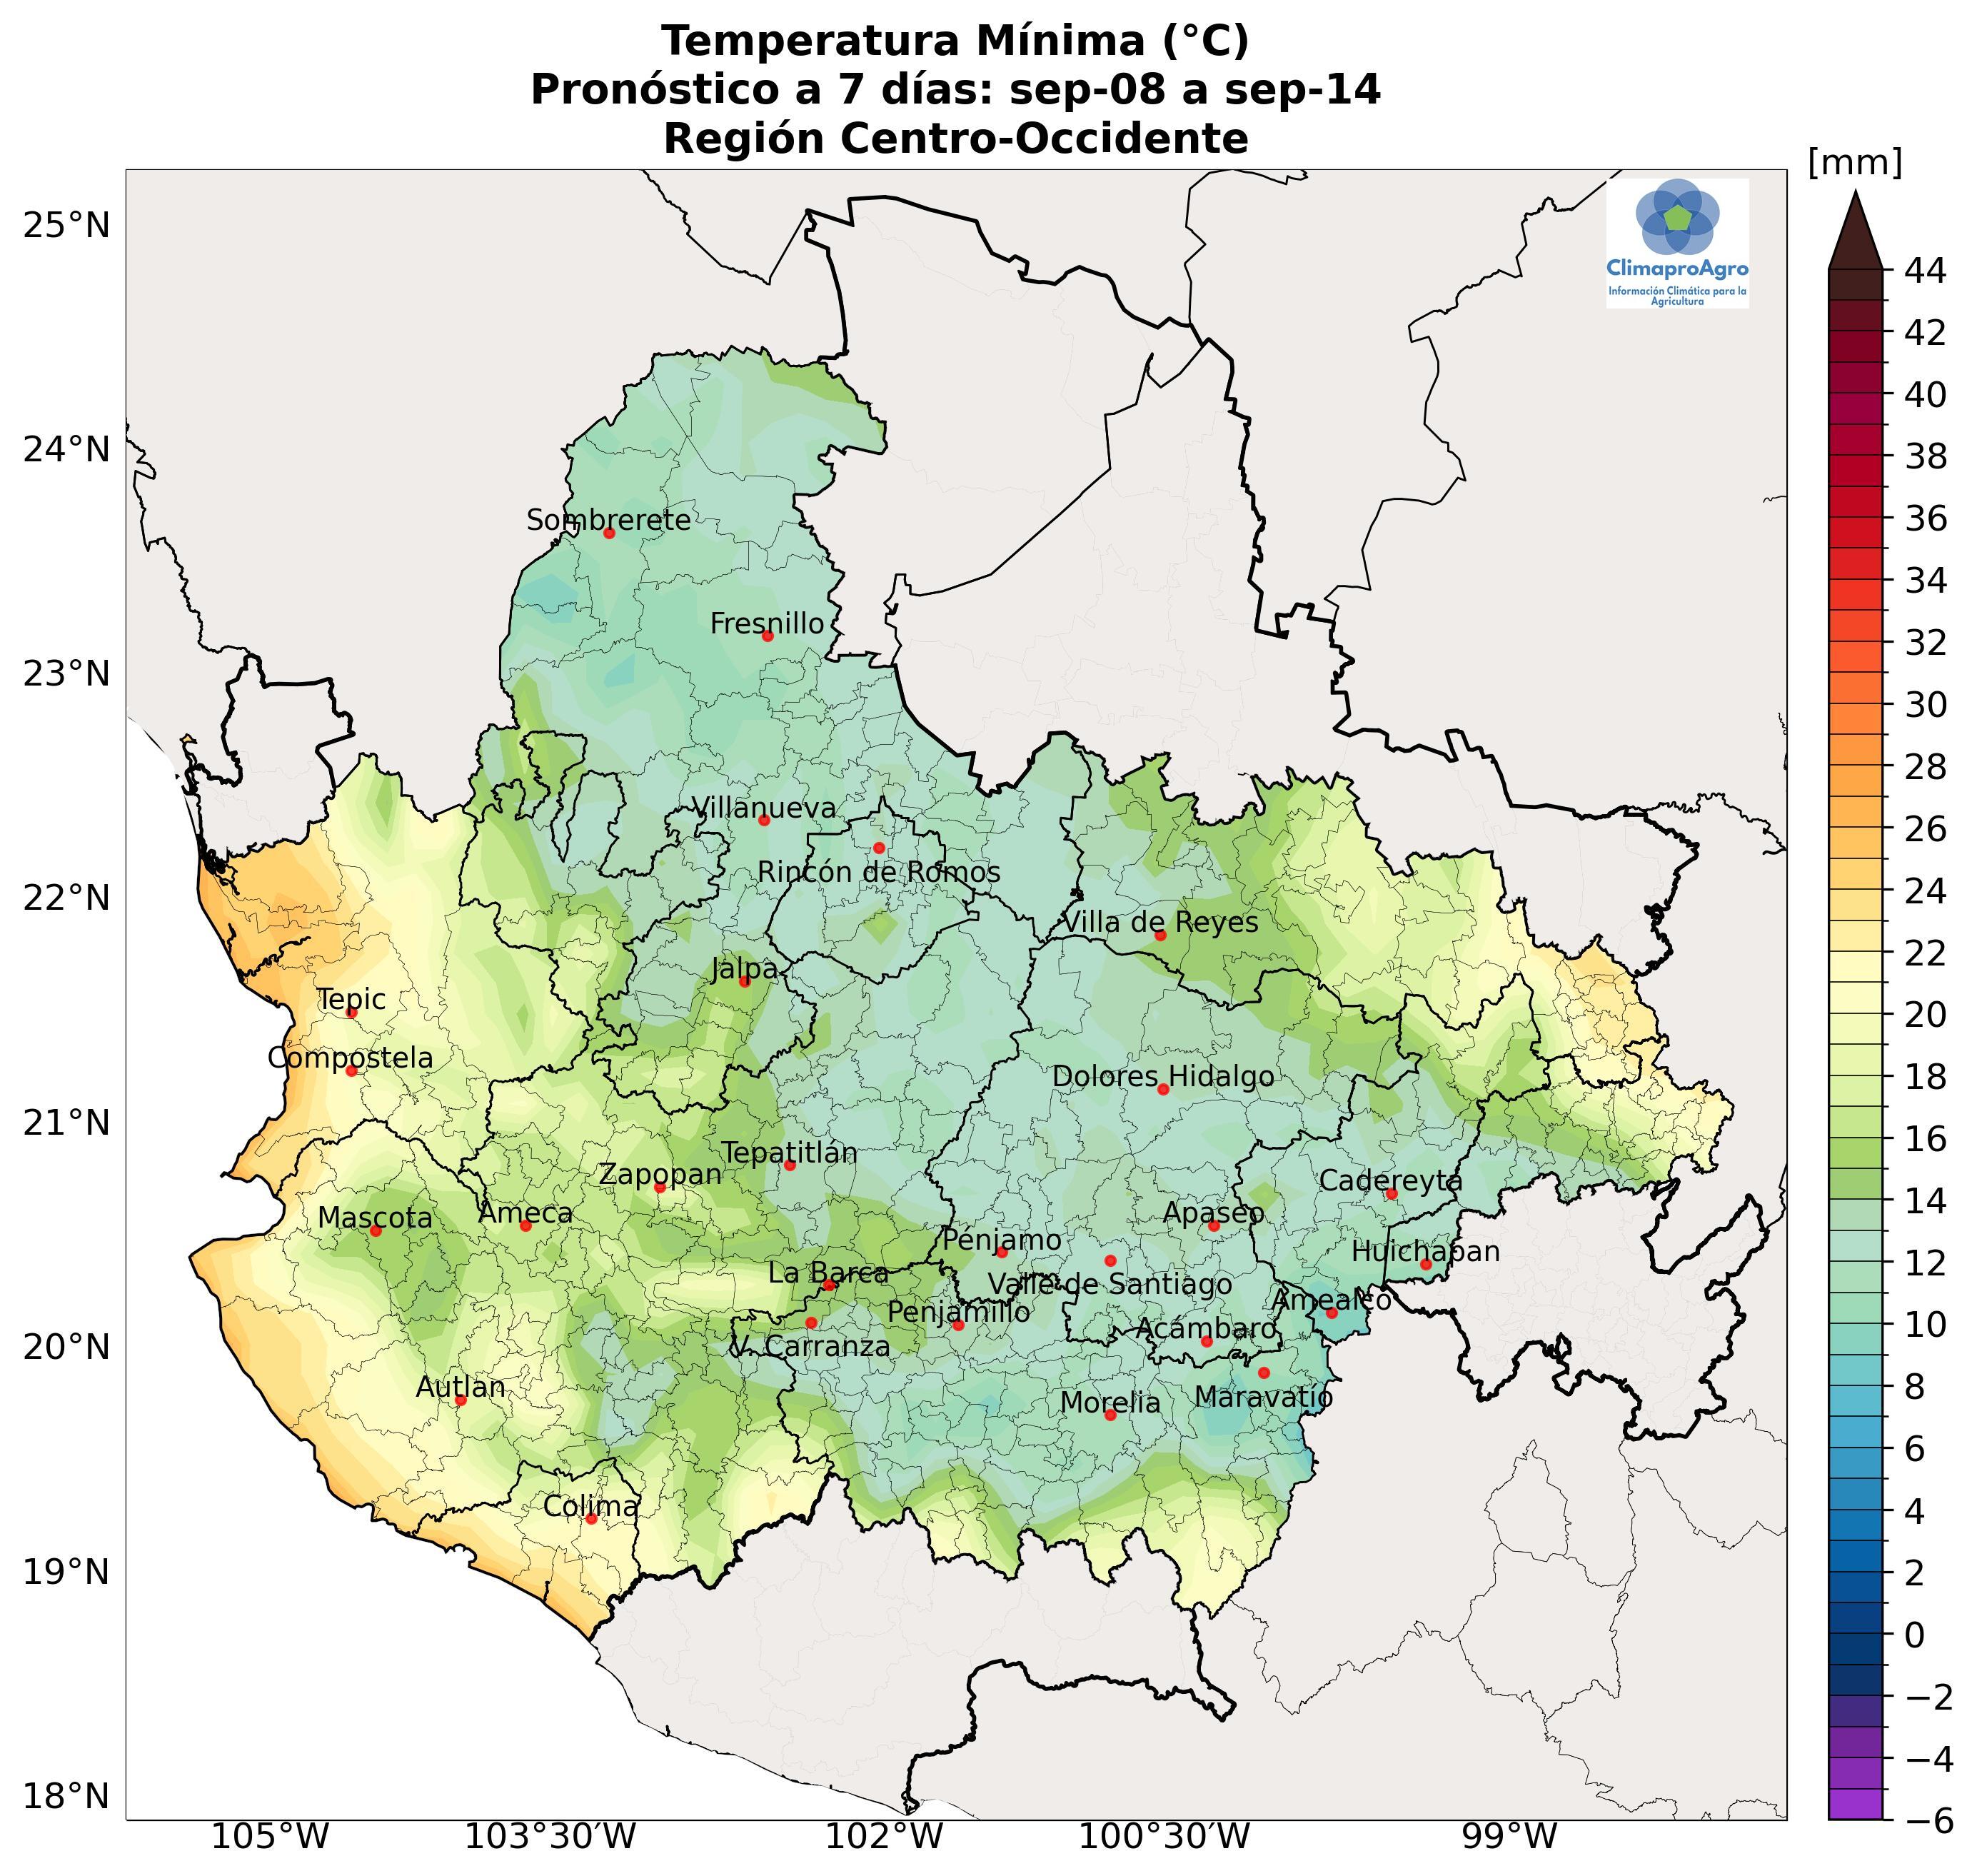 Temperatura Mínima (°C)
Pronóstico a 7 días: sep-08 a sep-14
Región Centro-Occidente
[mm]
ClimaproAgro
Información Climática para la
Agricultura
25°N
24°N
23°N
22°N
21°N
20°N
19°N
18°N
Sombrerete
Fresnillo
Villanueva
Rincón de Romos
Villa de Reyes
Jalpa
Tepic
Compostela
Dolores Hidalgo
Tepatitlán
Zapopan
Cadereyta
Mascota
Ameca
Apaseo
Pénjamo
Huichapan
La Barca
Valle de Santiago
Amealco
Penjamillo
Acámbaro
V. Carranza
Autlan
Morelia
Maravatío
Colima
105°W
103°30′W
102°W
100°30′W
99°W
44
42
40
38
36
34
32
30
28
26
24
22
20
18
16
14
12
10
8
6
4
2
0
−2
−4
−6